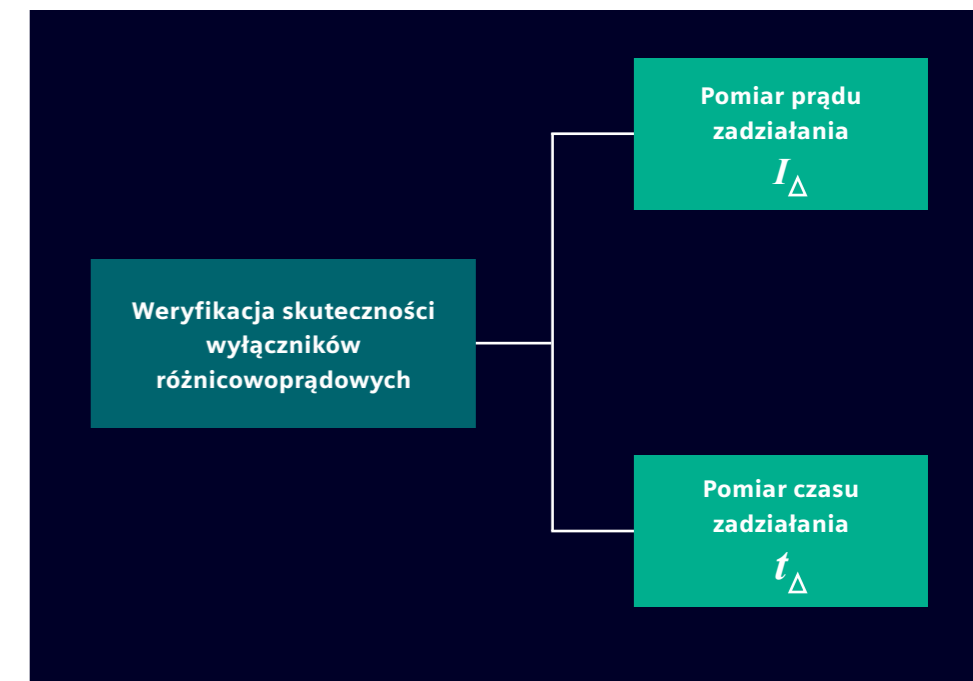 Pomiar prądu
zadziałania
I△
Weryfikacja skuteczności
wyłączników
różnicowoprądowych
Pomiar czasu
zadziałania
t△